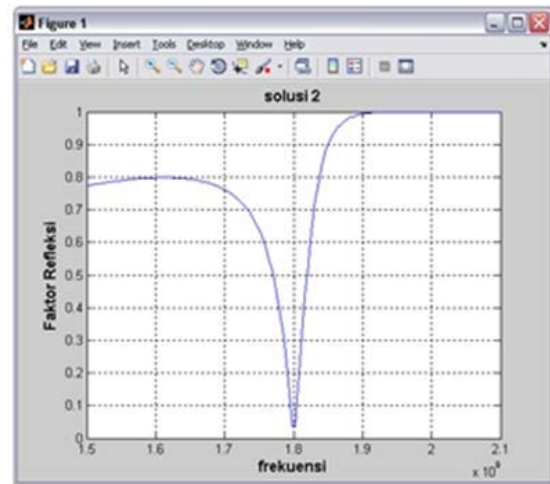 Figure 1
File Edit View Insert Tools Desktop Window Help
solusi 2
1
0.9
0.8
0.7
0.6
0.5
0.4
0.3
0.2
0.1
0
Faktor Refleksi
1.5 1.6 1.7 1.8 1.9 2 2.1
frekuensi
x 10^9